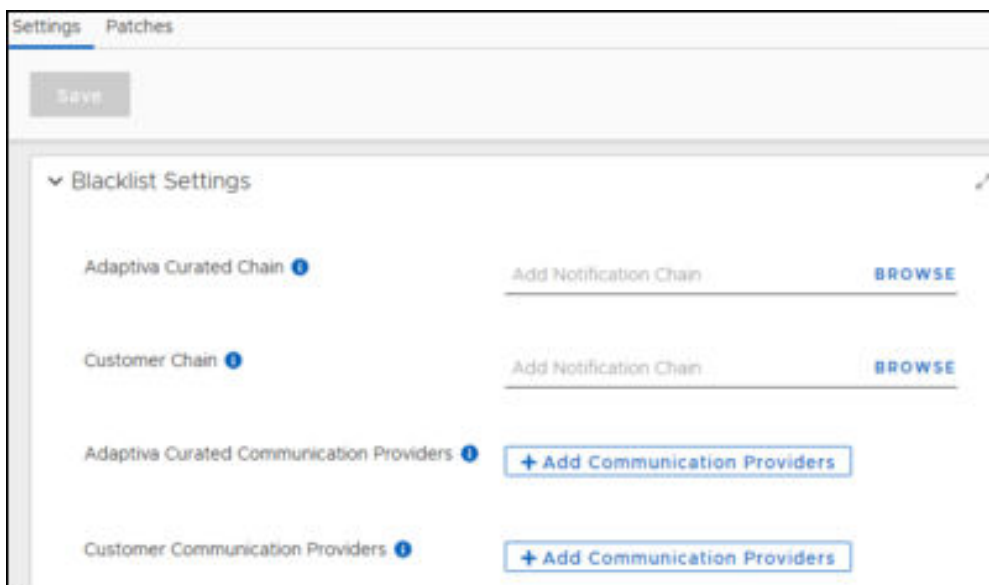 Settings Patches
Save
Blacklist Settings
Adaptiva Curated Chain Add Notification Chain BROWSE
Customer Chain Add Notification Chain BROWSE
Adaptiva Curated Communication Providers + Add Communication Providers
Customer Communication Providers + Add Communication Providers